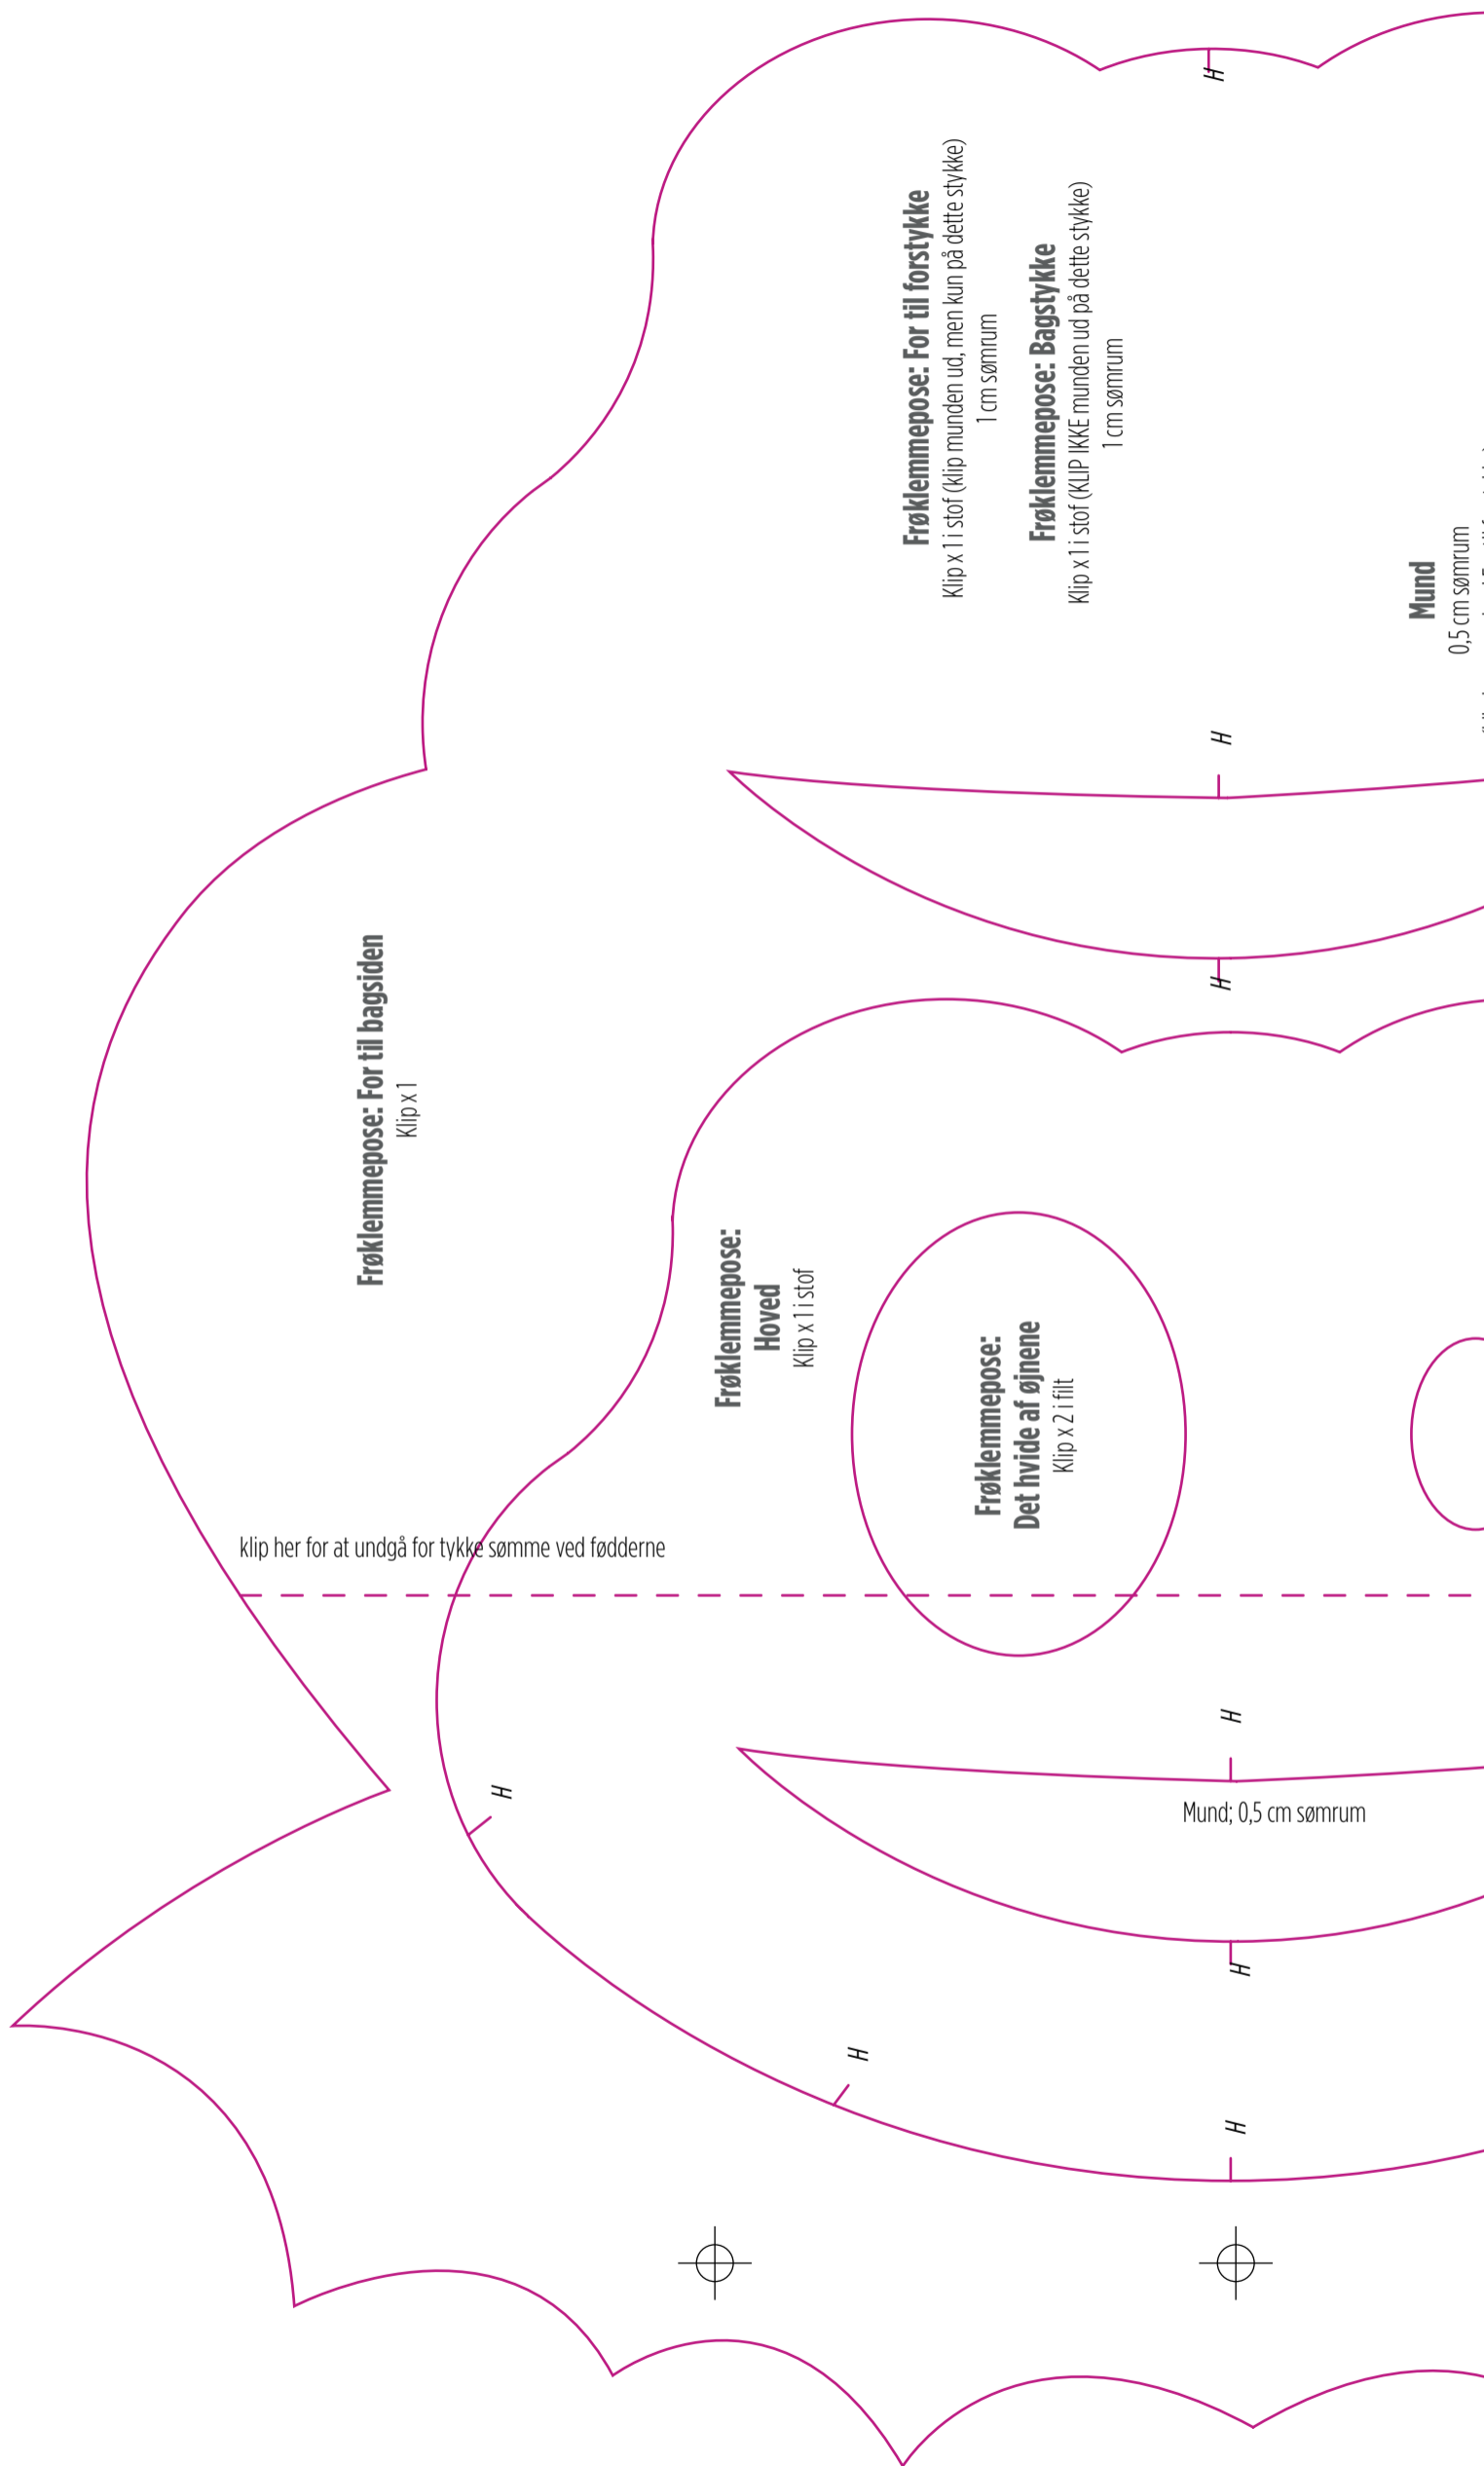 H
Frøklemmepose: For til forstykke
Klip x 1 i stof (klip munden ud, men kun på dette stykke)
1 cm sømrum
Frøklemmepose: Bagstykke
Klip x 1 i stof (KLIP IKKE munden ud på dette stykke)
1 cm sømrum
Mund
0,5 cm sømrum
H
H
Frøklemmepose: For til bagsiden
Klip x 1
Frøklemmepose:
Hoved
Klip x 1 i stof
Frøklemmepose:
Det hvide af øjnene
Klip x 2 i filt
klip her for at undgå for tykke sømme ved fødderne
H
H
Mund; 0,5 cm sømrum
H
H
H